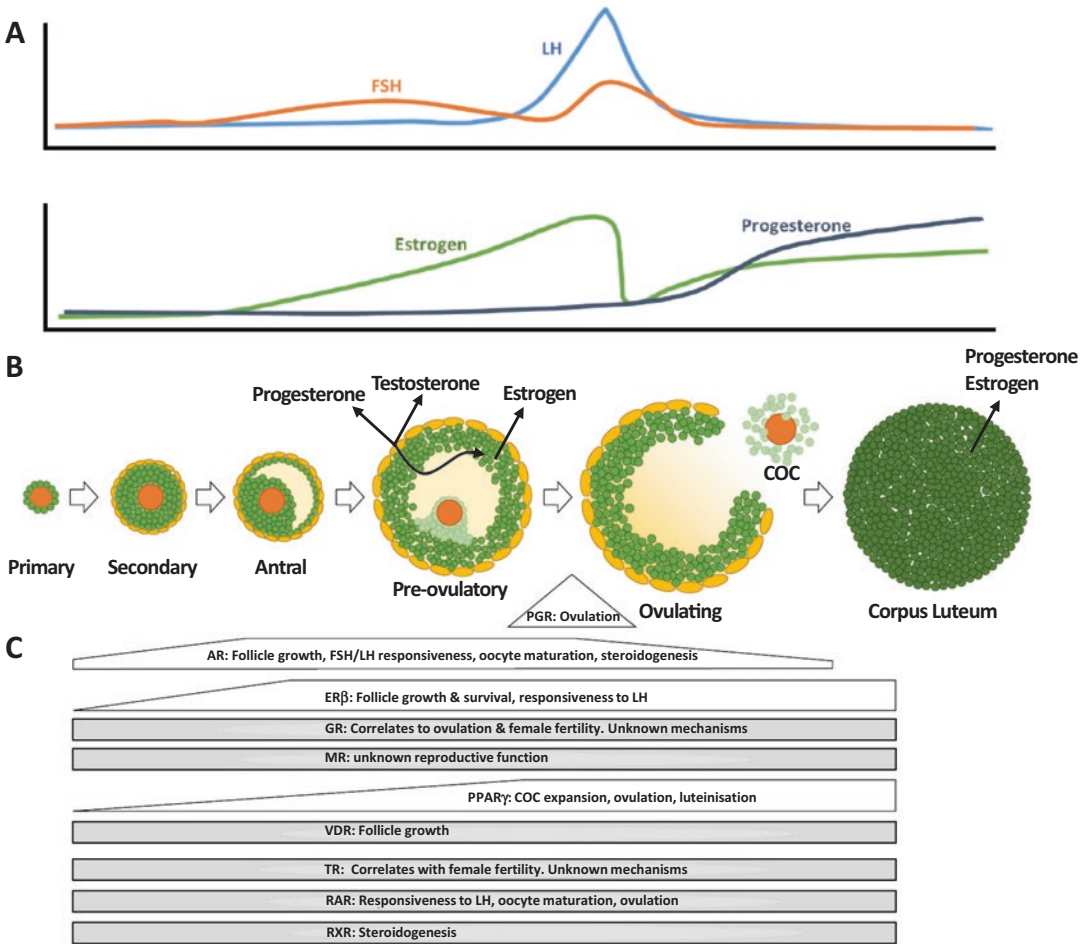 A
LH
FSH
Estrogen
Progesterone
B
Progesterone
Testosterone
Estrogen
Progesterone
Estrogen
COC
Primary
Secondary
Antral
Pre-ovulatory
Ovulating
Corpus Luteum
PGR: Ovulation
C
AR: Follicle growth, FSH/LH responsiveness, oocyte maturation, steroidogenesis
ERβ: Follicle growth & survival, responsiveness to LH
GR: Correlates to ovulation & female fertility. Unknown mechanisms
MR: unknown reproductive function
PPARγ: COC expansion, ovulation, luteinisation
VDR: Follicle growth
TR: Correlates with female fertility. Unknown mechanisms
RAR: Responsiveness to LH, oocyte maturation, ovulation
RXR: Steroidogenesis